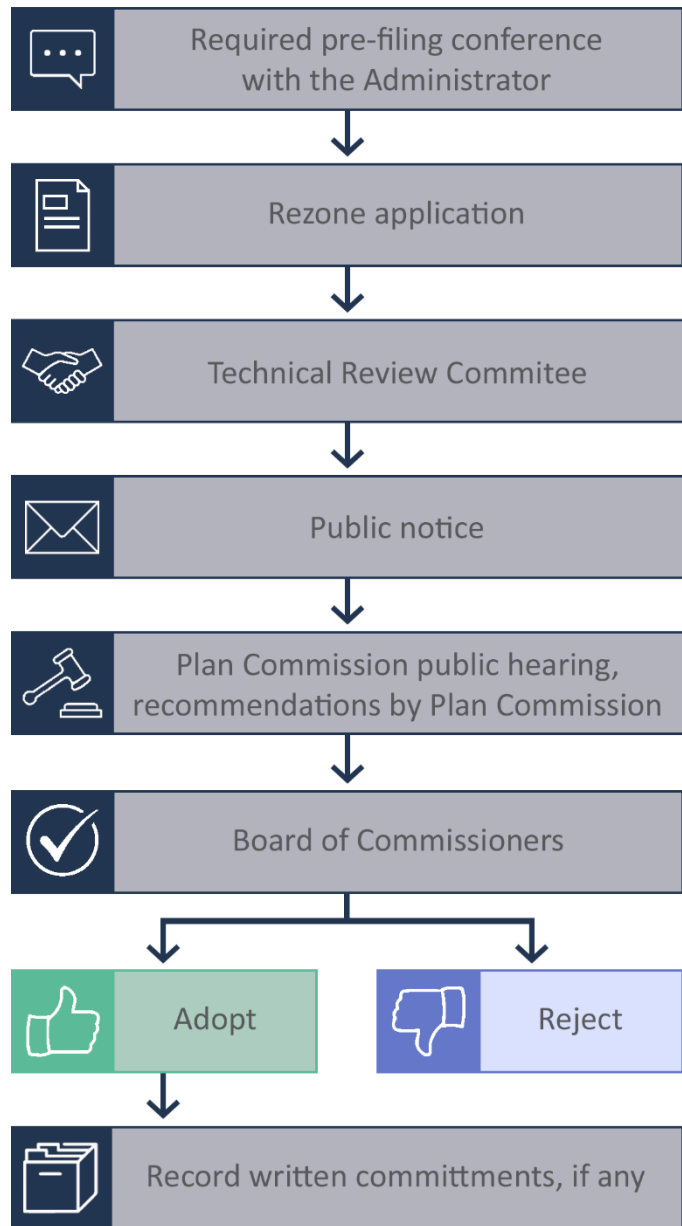 Required pre-filing conference
with the Administrator
Rezone application
Technical Review Commitee
Public notice
Plan Commission public hearing,
recommendations by Plan Commission
Board of Commissioners
Adopt
Reject
Record written committments, if any